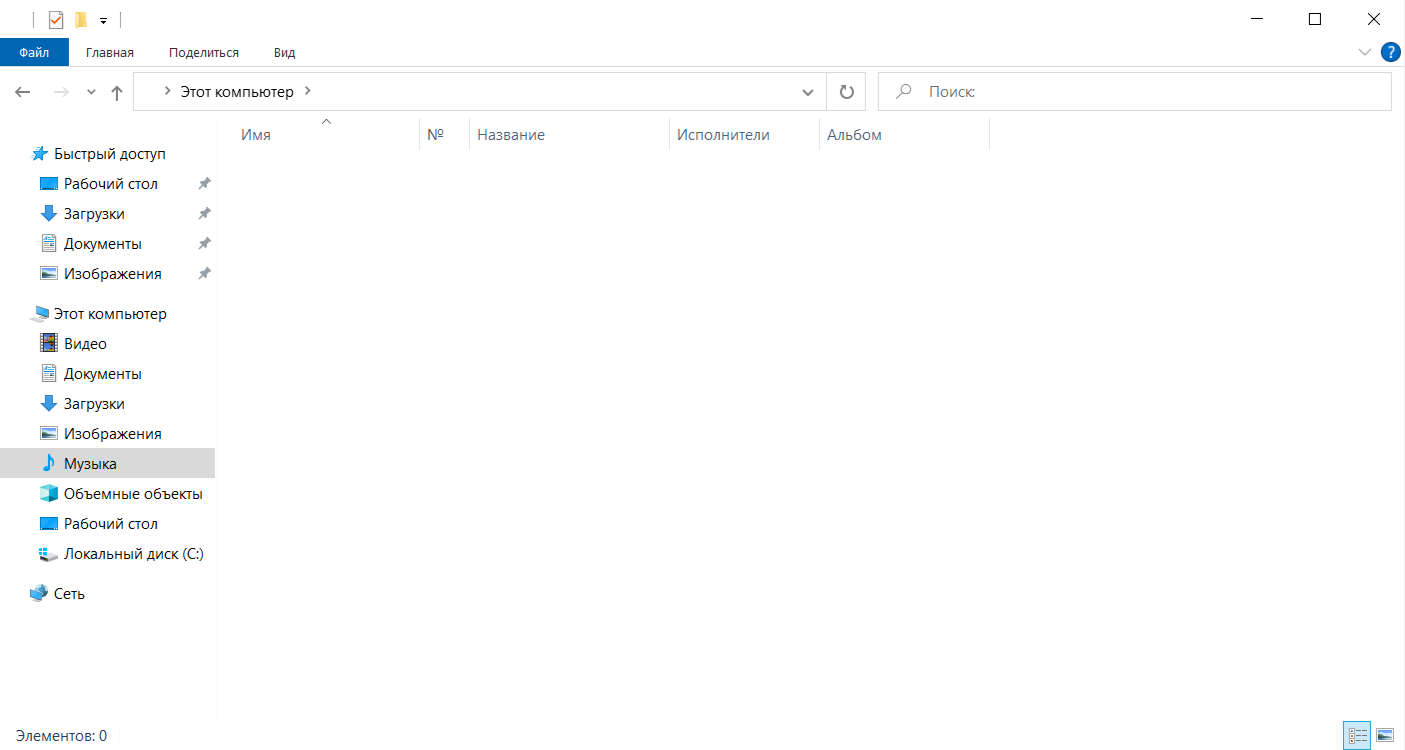 Файл Главная Поделиться Вид
Этот компьютер
Поиск:
Имя № Название Исполнители Альбом
Быстрый доступ
Рабочий стол
Загрузки
Документы
Изображения
Этот компьютер
Видео
Документы
Загрузки
Изображения
Музыка
Объемные объекты
Рабочий стол
Локальный диск (C:)
Сеть
Элементов: 0